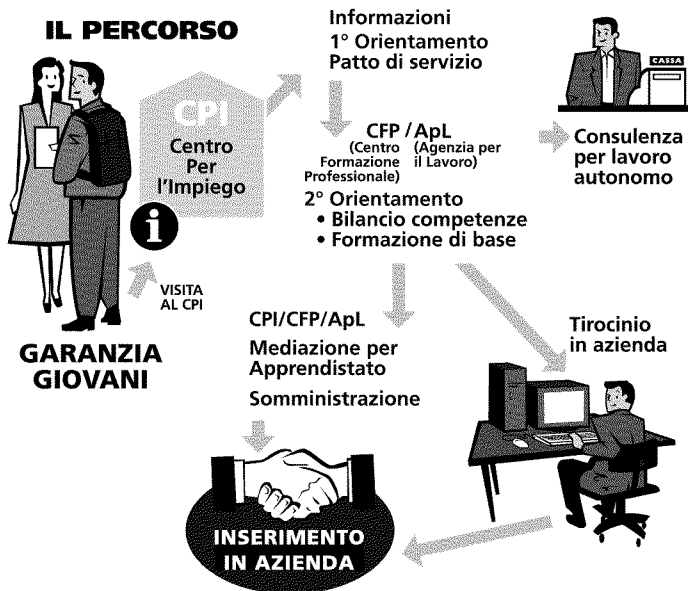 IL PERCORSO
GARANZIA
GIOVANI
VISITA
AL CPI
i
CPI
Centro
Per
l'Impiego
Informazioni
1° Orientamento
Patto di servizio
CFP / ApL
(Centro
Formazione
Professionale)
(Agenzia per
il Lavoro)
2° Orientamento
• Bilancio competenze
• Formazione di base
CASSA
Consulenza
per lavoro
autonomo
CPI/CFP/ApL
Mediazione per
Apprendistato
Somministrazione
Tirocinio
in azienda
INSERIMENTO
IN AZIENDA